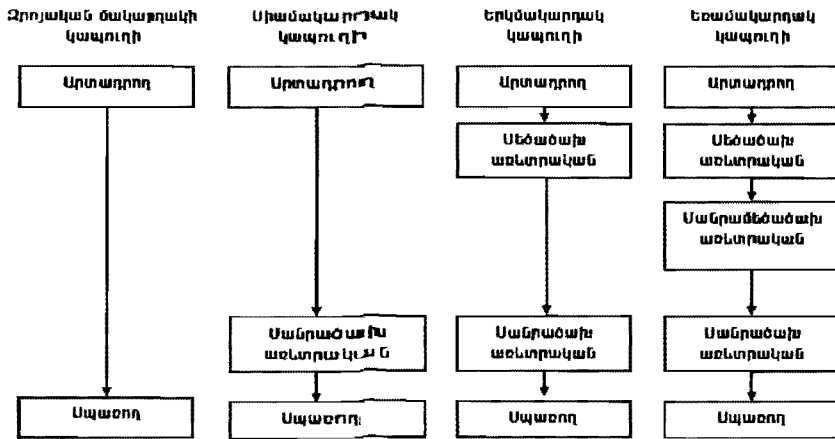 Զրոյական մակարդակի
կապուղի
Արտադրող
Սպառող
Միամակարդակ
կապուղի
Արտադրող
Մանրածախ
առևտրական
Սպառող
Երկմակարդակ
կապուղի
Արտադրող
Մեծածախ
առևտրական
Մանրածախ
առևտրական
Սպառող
Եռամակարդակ
կապուղի
Արտադրող
Մեծածախ
առևտրական
Մանրամեծածախ
առևտրական
Մանրածախ
առևտրական
Սպառող